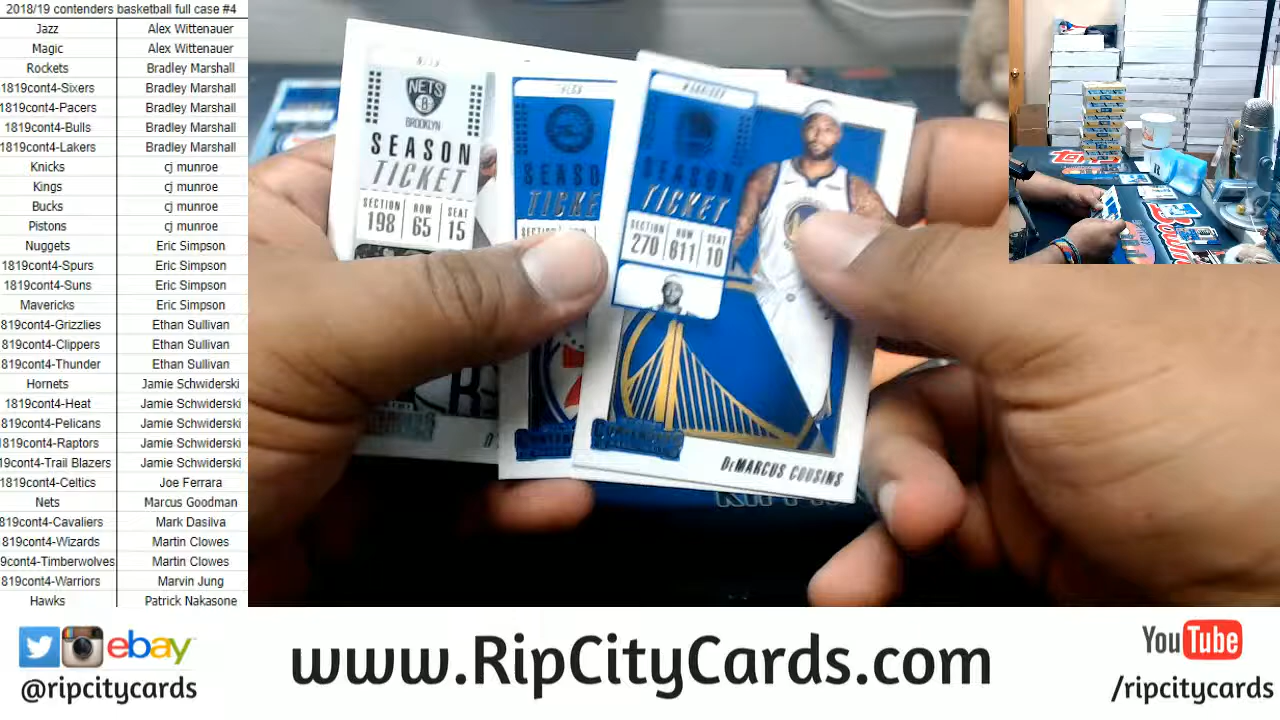 2018/19 contenders basketball full case #4
Jazz Alex Wittenauer
Magic Alex Wittenauer
Rockets Bradley Marshall
1819cont4-Sixers Bradley Marshall
1819cont4-Pacers Bradley Marshall
1819cont4-Bulls Bradley Marshall
1819cont4-Lakers Bradley Marshall
Knicks cj munroe
Kings cj munroe
Bucks cj munroe
Pistons cj munroe
Nuggets Eric Simpson
1819cont4-Spurs Eric Simpson
1819cont4-Suns Eric Simpson
Mavericks Eric Simpson
819cont4-Grizzlies Ethan Sullivan
819cont4-Clippers Ethan Sullivan
819cont4-Thunder Ethan Sullivan
Hornets Jamie Schwiderski
1819cont4-Heat Jamie Schwiderski
819cont4-Pelicans Jamie Schwiderski
819cont4-Raptors Jamie Schwiderski
9cont4-Trail Blazers Jamie Schwiderski
1819cont4-Celtics Joe Ferrara
Nets Marcus Goodman
819cont4-Cavaliers Mark Dasilva
819cont4-Wizards Martin Clowes
9cont4-Timberwolves Martin Clowes
819cont4-Warriors Marvin Jung
Hawks Patrick Nakasone
NETS
B
BROOKLYN
SEASON
TICKET
SECTION ROW SEAT
198 65 15
SEASO
TICKE
WARRIORS
SEASON
TICKET
SECTION ROW SEAT
270 611 10
DeMARCUS COUSINS
ebay
@ripcitycards
www.RipCityCards.com
YouTube
/ripcitycards